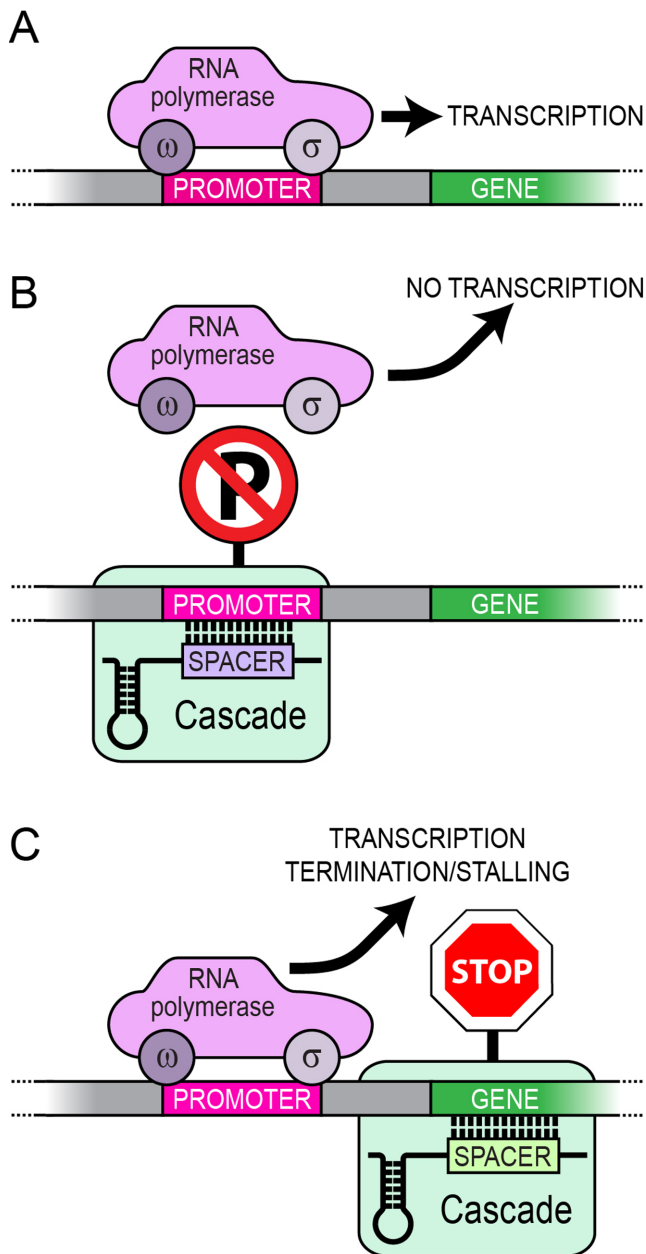 A
RNA
polymerase
TRANSCRIPTION
ω
σ
PROMOTER
GENE
B
NO TRANSCRIPTION
RNA
polymerase
ω
σ
P
PROMOTER
GENE
SPACER
Cascade
C
TRANSCRIPTION
TERMINATION/STALLING
RNA
polymerase
STOP
ω
σ
PROMOTER
GENE
SPACER
Cascade